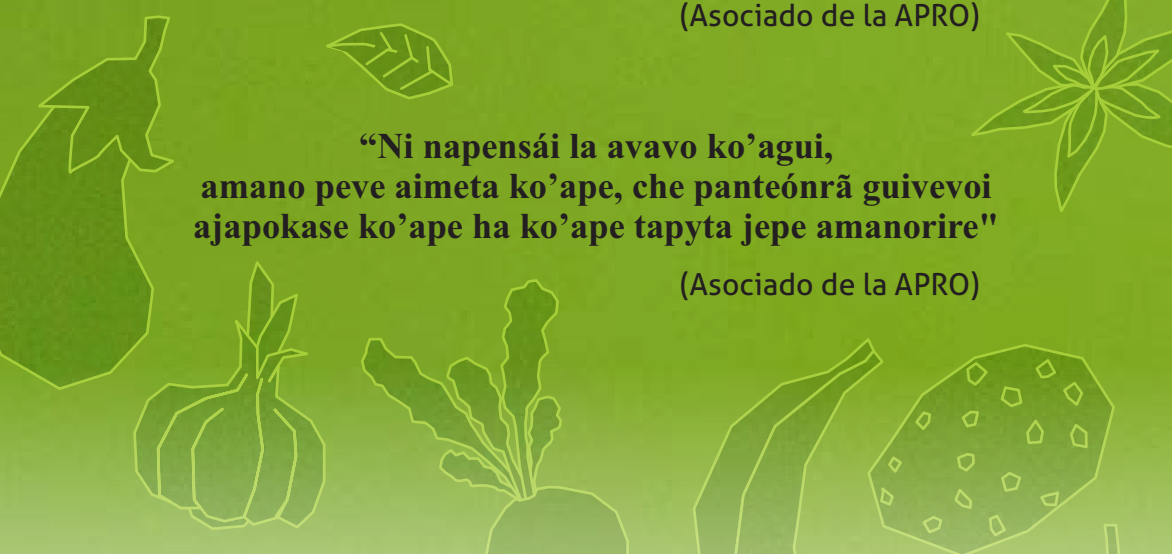 (Asociado de la APRO)
“Ni napensái la avavo ko’agui,
amano peve aimeta ko’ape, che panteónrã guivevoi
ajapokase ko’ape ha ko’ape tapyta jepe amanorire"
(Asociado de la APRO)